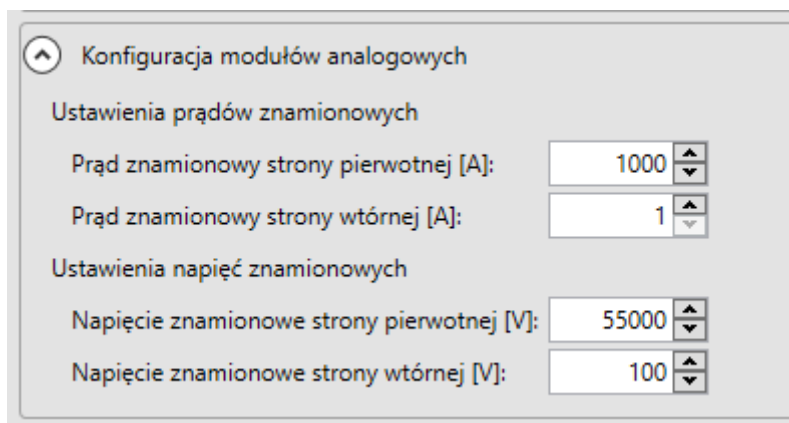 Konfiguracja modułów analogowych
Ustawienia prądów znamionowych
Prąd znamionowy strony pierwotnej [A]: 1000
Prąd znamionowy strony wtórnej [A]: 1
Ustawienia napięć znamionowych
Napięcie znamionowe strony pierwotnej [V]: 55000
Napięcie znamionowe strony wtórnej [V]: 100